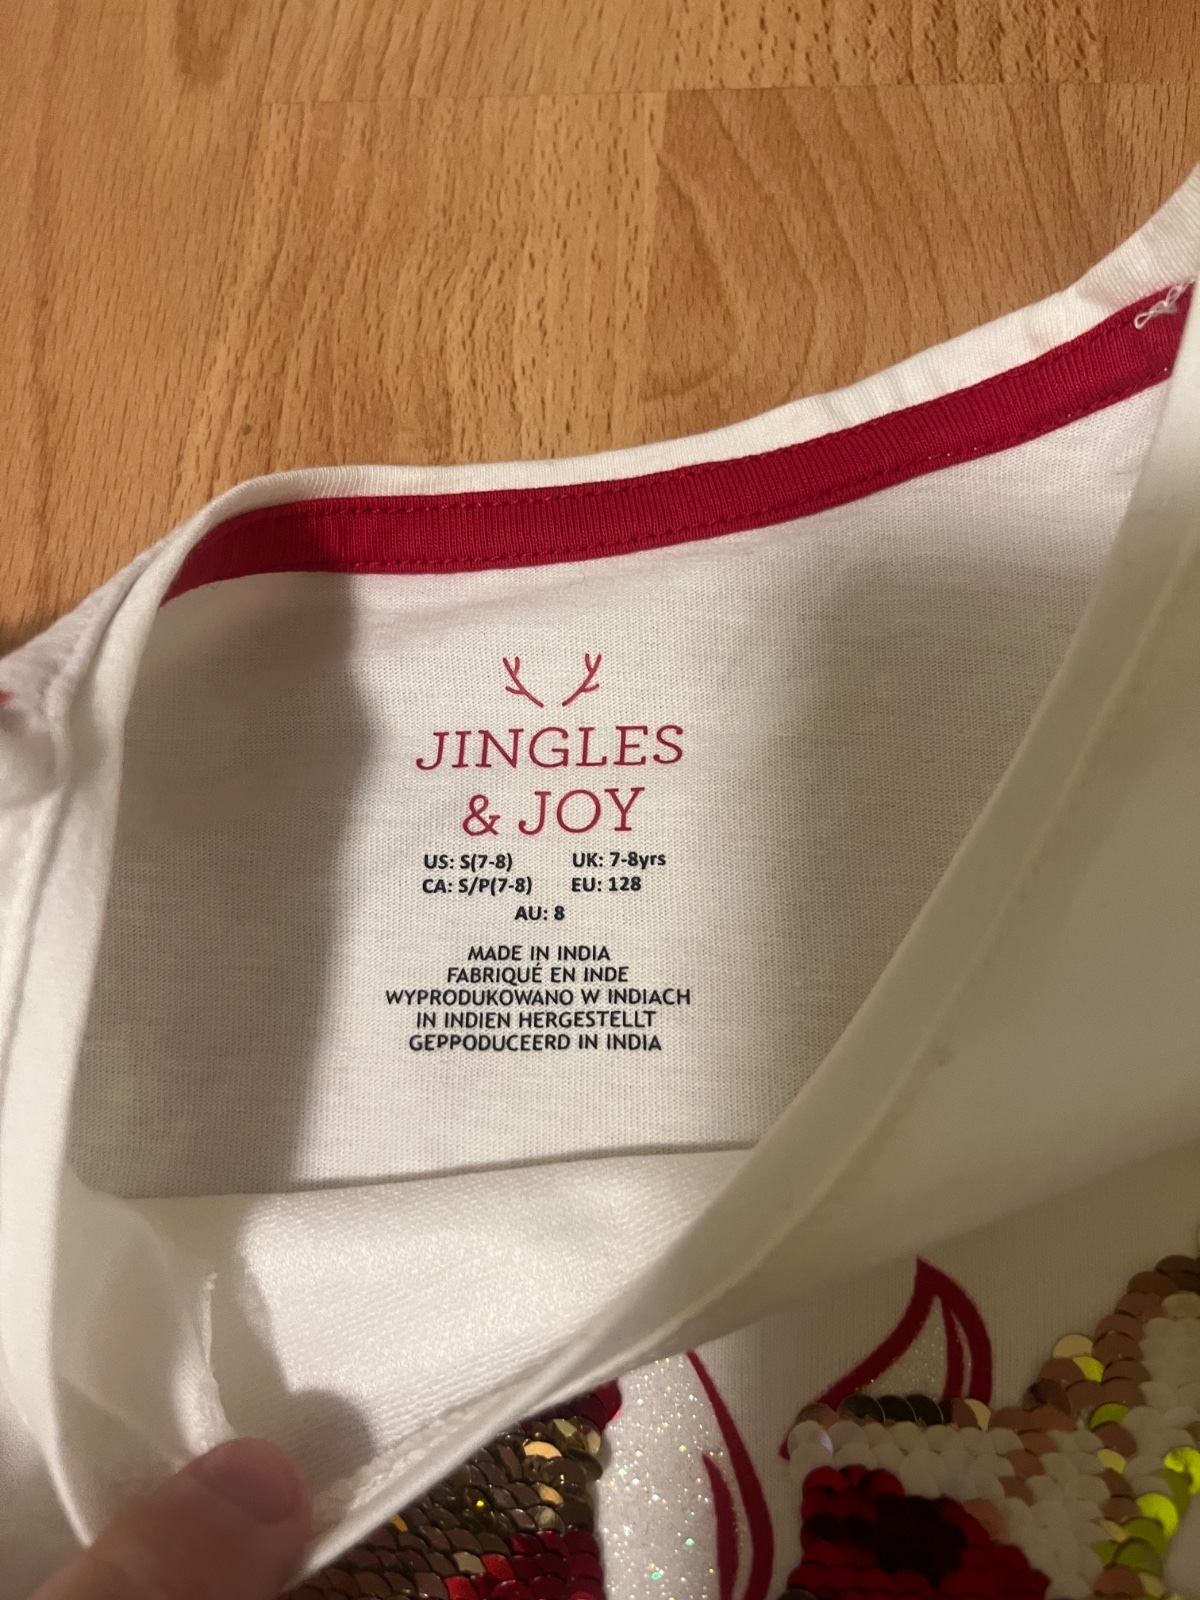 JINGLES
& JOY
US: S(7-8) UK: 7-8yrs
CA: S/P(7-8) EU: 128
AU: 8
MADE IN INDIA
FABRIQUÉ EN INDE
WYPRODUKOWANO W INDIACH
IN INDIEN HERGESTELLT
GEPPODUCEERD IN INDIA